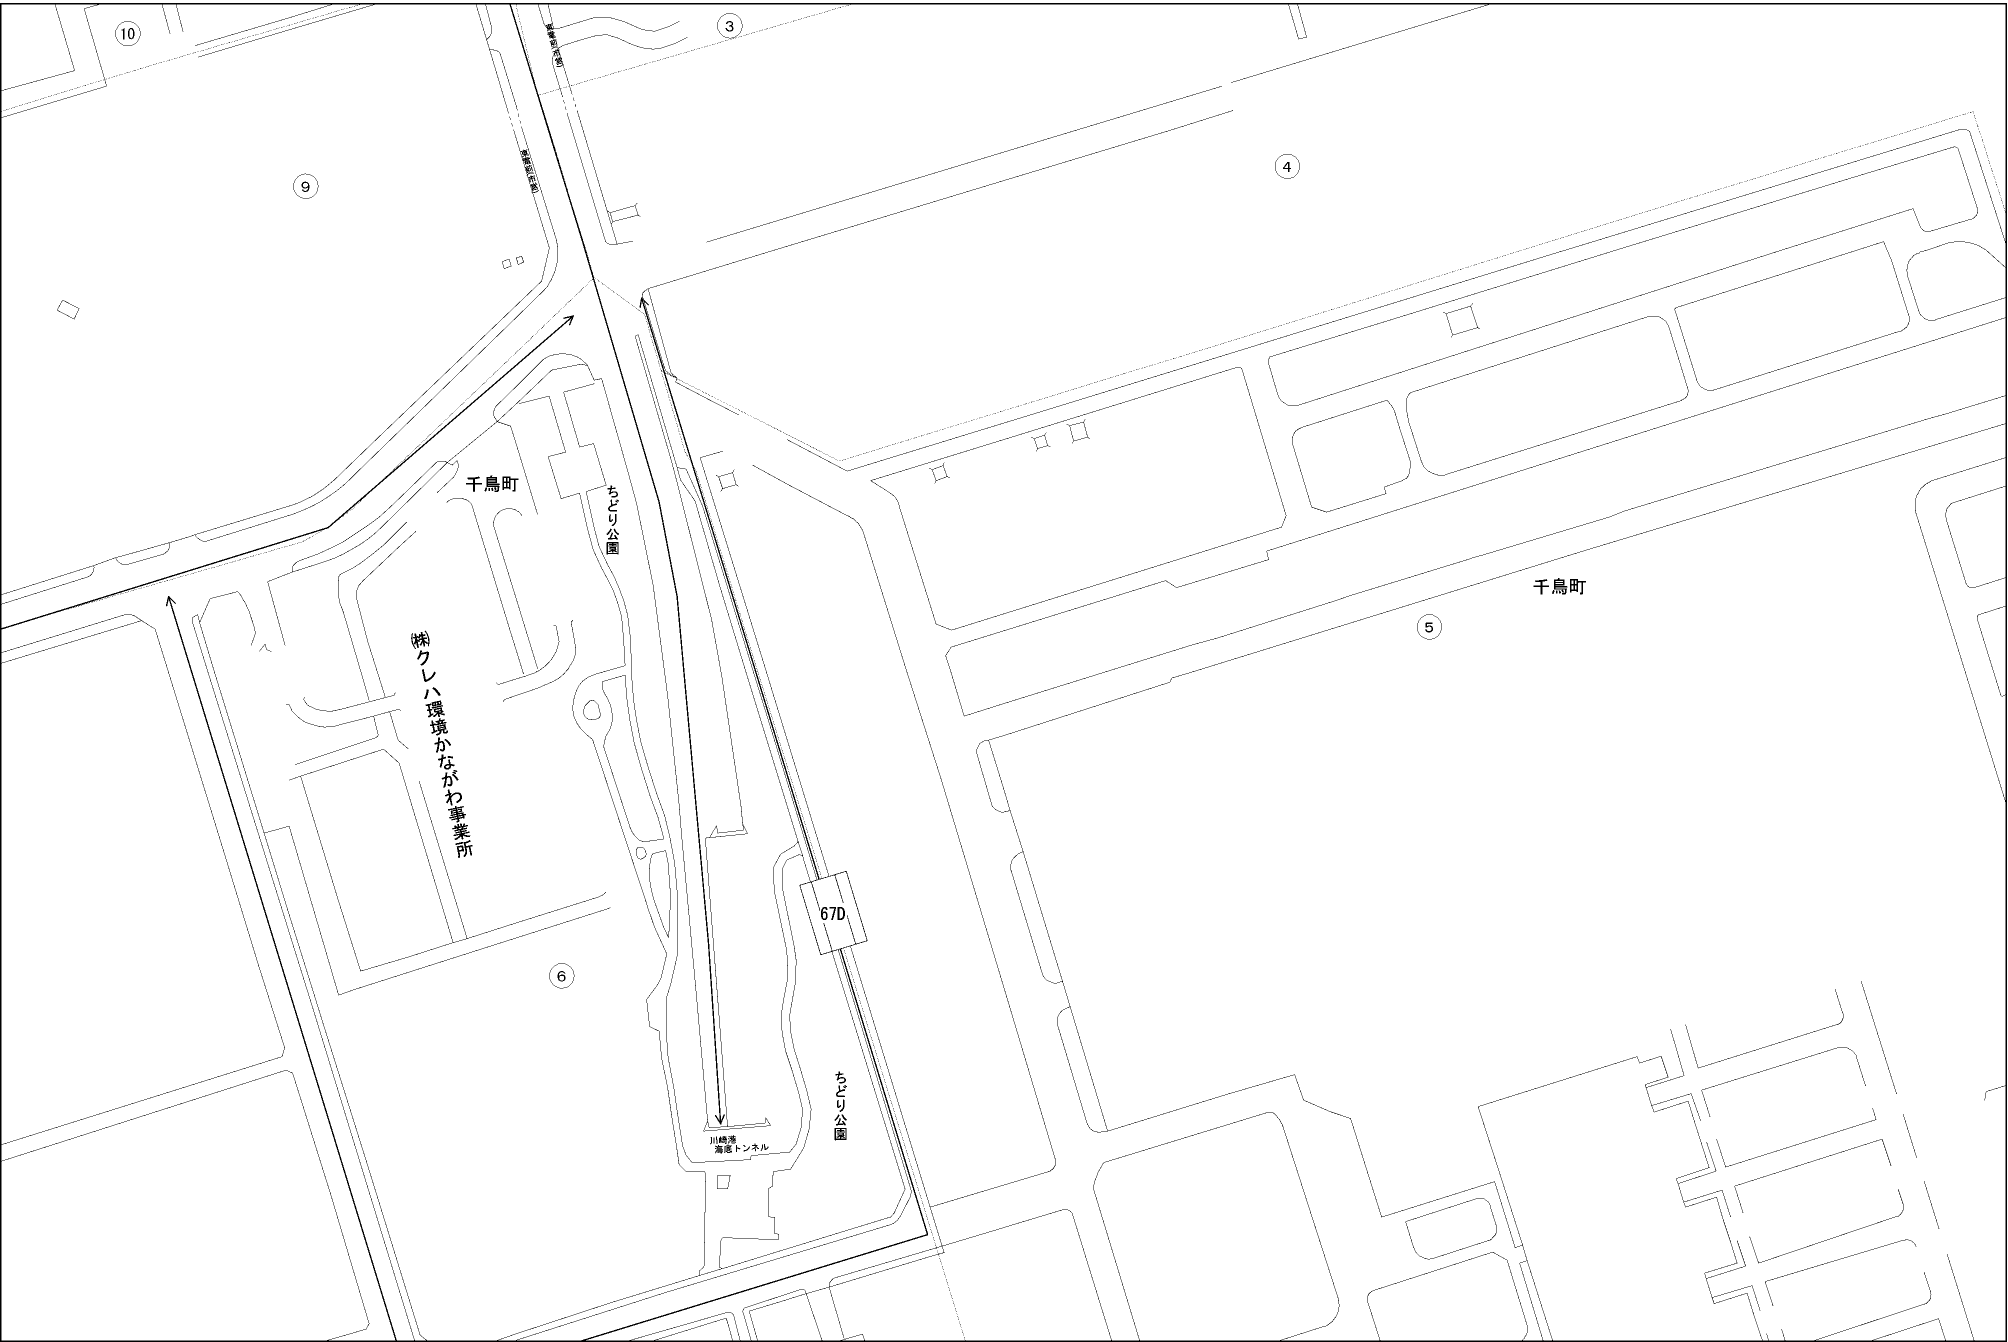 ⑩
③
④
⑨
千鳥町
ちどり公園
千鳥町
⑤
㈱クレハ環境かながわ事業所
67D
⑥
ちどり公園
川崎港
海底トンネル